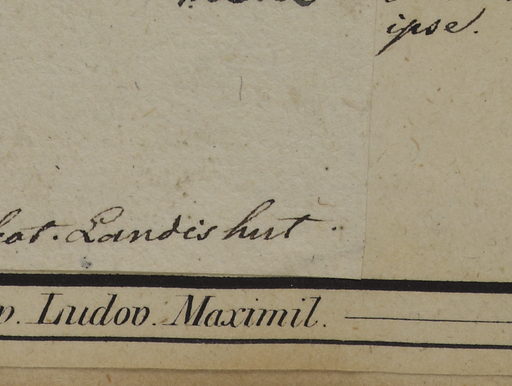 ipse.
Landishut
Ludov. Maximil.